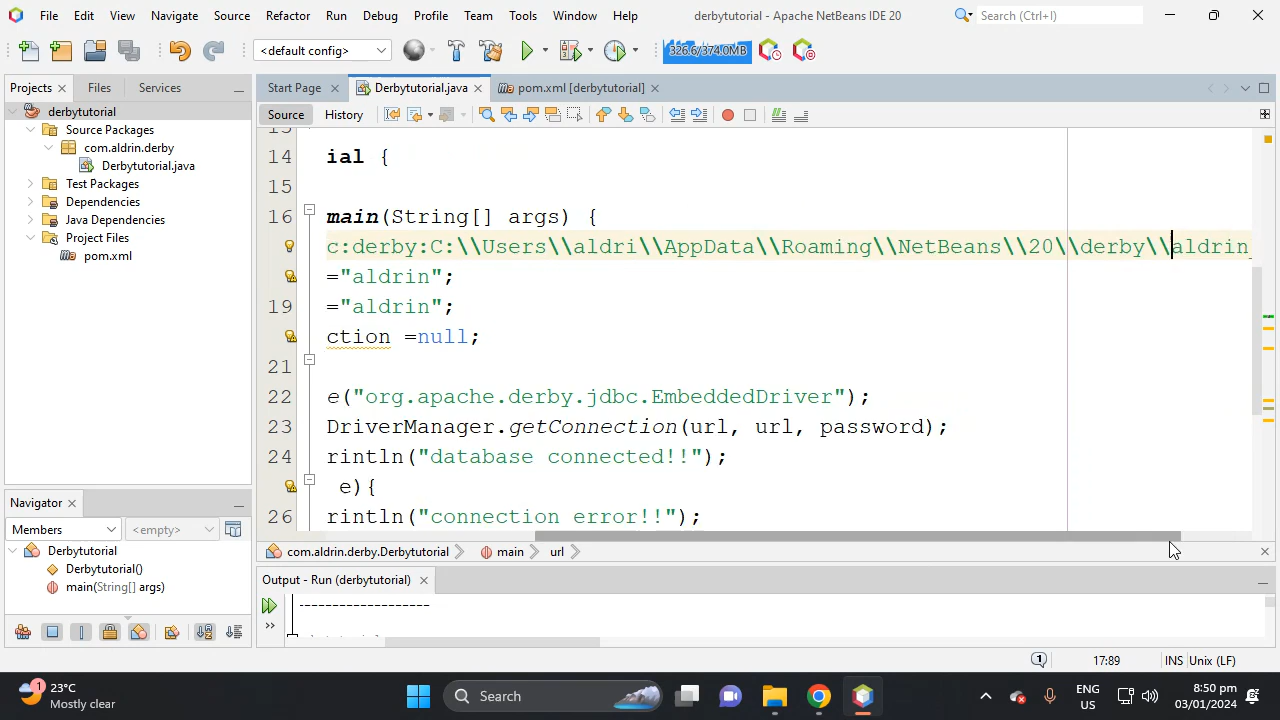 File Edit View Navigate Source Refactor Run Debug Profile Team Tools Window Help derbytutorial - Apache NetBeans IDE 20 Search (Ctrl+I)
<default config> 326.6/374.0MB
Projects Files Services Start Page Derbytutorial.java pom.xml [derbytutorial]
Source History
derbytutorial
Source Packages
com.aldrin.derby
Derbytutorial.java
Test Packages
Dependencies
Java Dependencies
Project Files
pom.xml
14 ial {
15
16 main(String[] args) {
c:derby:C:\\Users\\aldri\\AppData\\Roaming\\NetBeans\\20\\derby\\aldrin
="aldrin";
19 ="aldrin";
ction =null;
21
22 e("org.apache.derby.jdbc.EmbeddedDriver");
23 DriverManager.getConnection(url, url, password);
24 rintln("database connected!!");
e){
26 rintln("connection error!!");
com.aldrin.derby.Derbytutorial main url
Navigator
Members <empty>
Derbytutorial
Derbytutorial()
main(String[] args)
Output - Run (derbytutorial)
-------------------
1 17:89 INS Unix (LF)
1 23°C
Mostly clear
Search
ENG
US
8:50 pm
03/01/2024